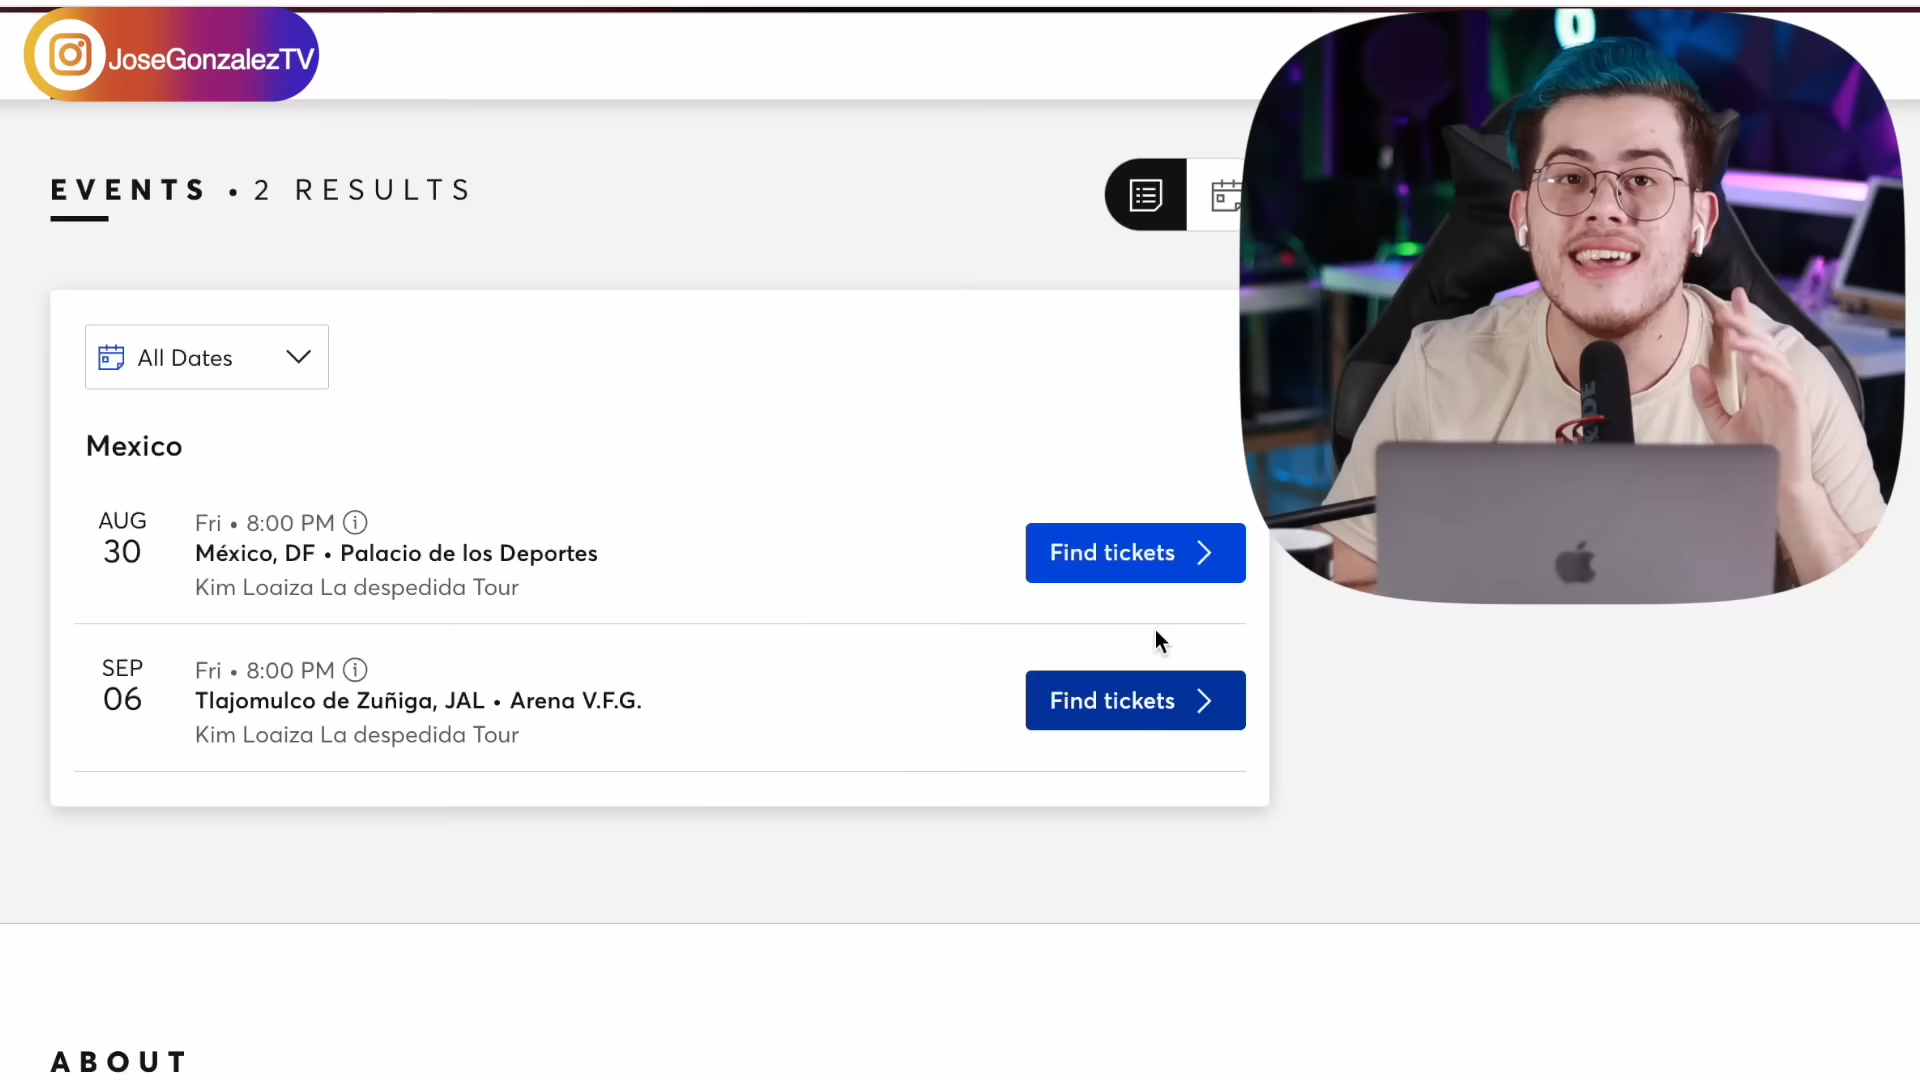 JoseGonzalezTV
EVENTS • 2 RESULTS
All Dates
Mexico
AUG
30
Fri • 8:00 PM
México, DF • Palacio de los Deportes
Kim Loaiza La despedida Tour
Find tickets
SEP
06
Fri • 8:00 PM
Tlajomulco de Zuñiga, JAL • Arena V.F.G.
Kim Loaiza La despedida Tour
Find tickets
ABOUT